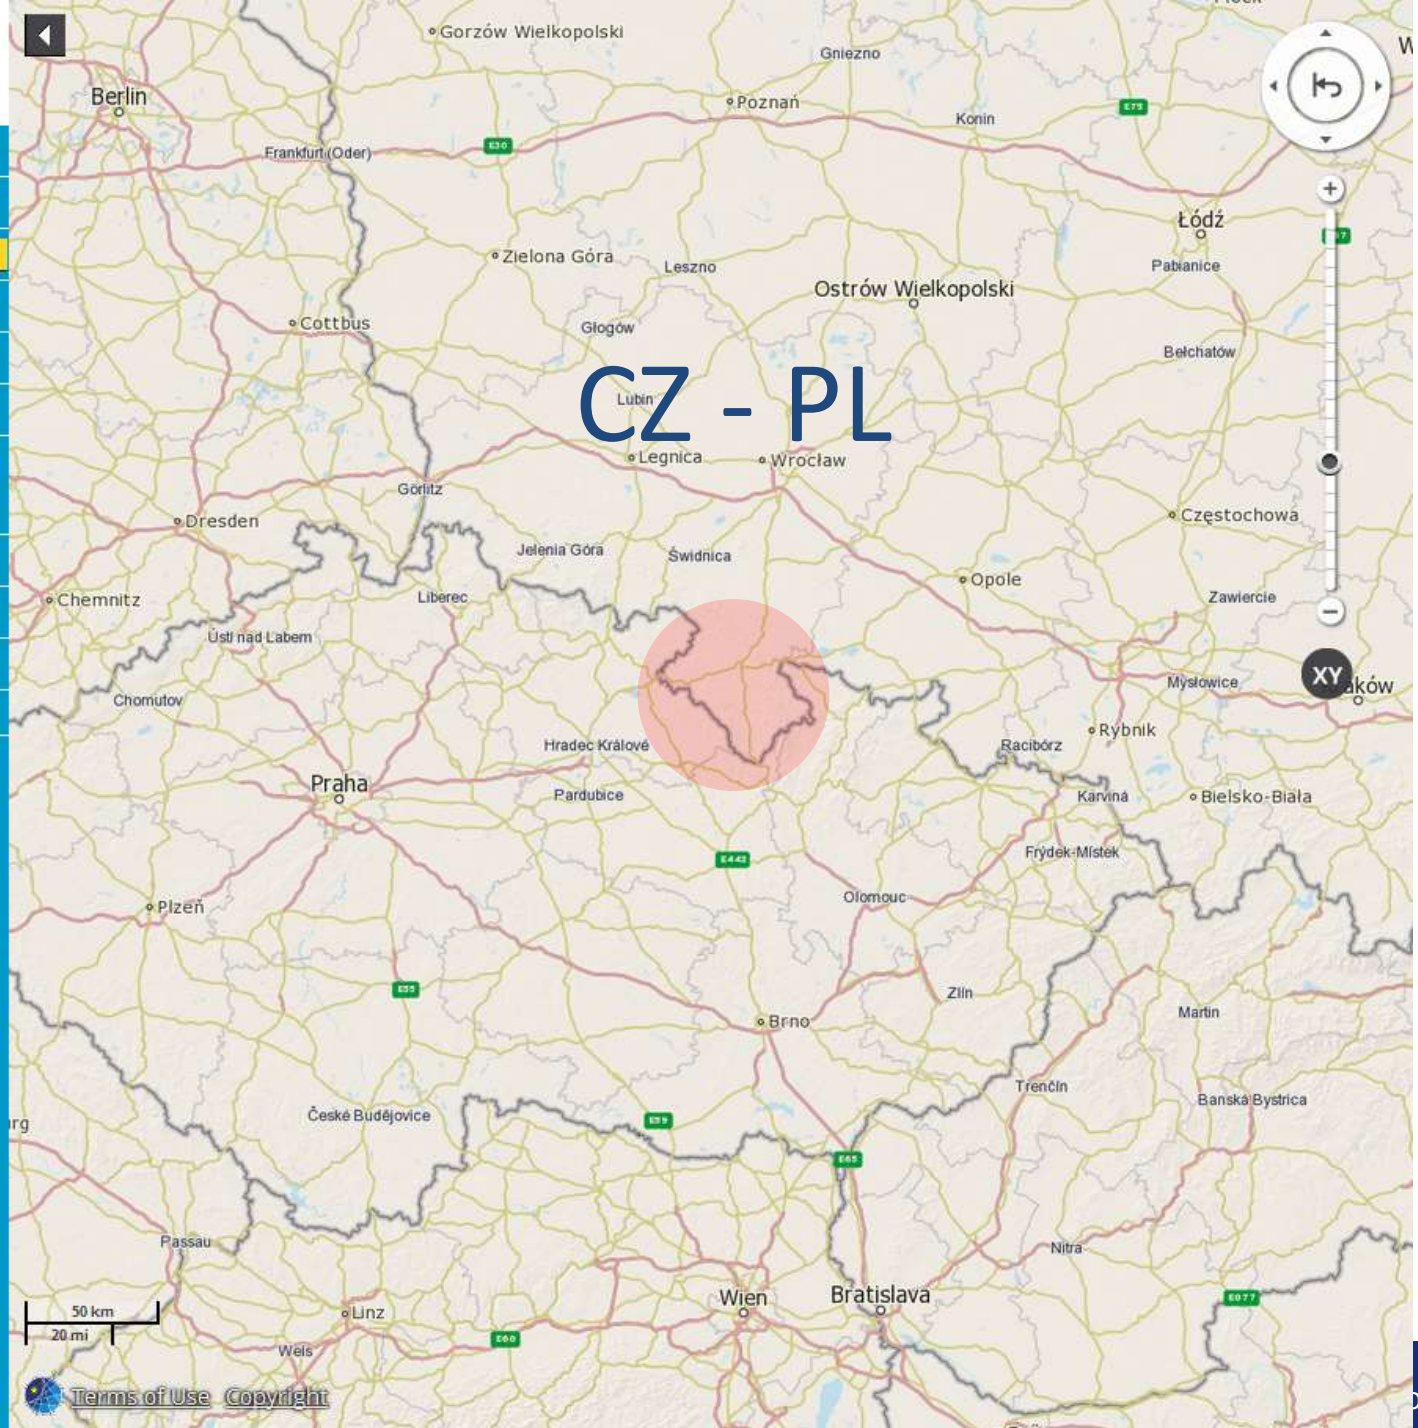 Gorzów Wielkopolski
Gniezno
Berlin
Poznań
E75
Konin
E30
Frankfurt (Oder)
Łódź
Zielona Góra
Leszno
Pabianice
Ostrów Wielkopolski
Cottbus
Głogów
Bełchatów
CZ - PL
Lubin
Legnica
Wrocław
Görlitz
Dresden
Częstochowa
Jelenia Góra
Świdnica
Opole
Chemnitz
Liberec
Zawiercie
Ústí nad Labem
XY
Mysłowice
Chomutov
Rybnik
Hradec Králové
Racibórz
Praha
Pardubice
Karviná
Bielsko-Biała
E442
Frýdek-Místek
Olomouc
Plzeň
E55
Zlín
Martin
Brno
Trenčín
Banská Bystrica
České Budějovice
E59
E65
Passau
Nitra
Wien
Bratislava
E077
50 km
20 mi
Linz
E60
Wels
Terms of Use Copyright